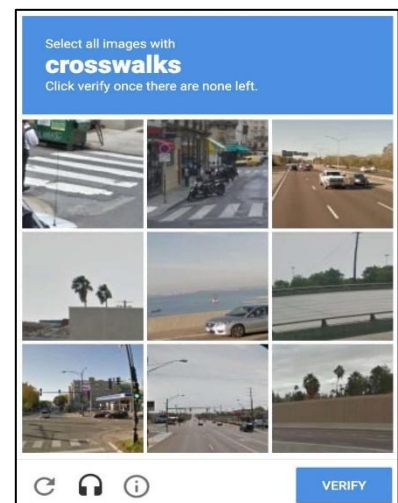 Select all images with
crosswalks
Click verify once there are none left.
VERIFY